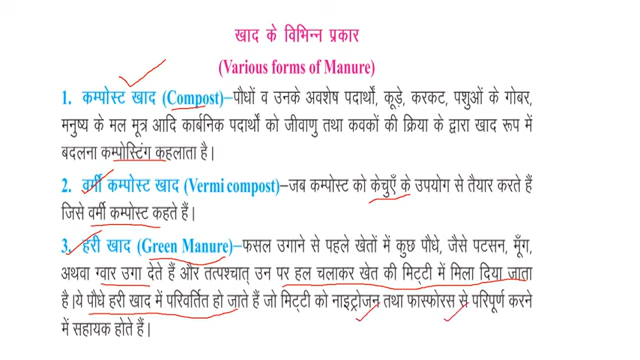 खाद के विभिन्न प्रकार
(Various forms of Manure)
1. कम्पोस्ट खाद (Compost)- पौधों व उनके अवशेष पदार्थों, कूड़े, करकट, पशुओं के गोबर,
मनुष्य के मल मूत्र आदि कार्बनिक पदार्थों को जीवाणु तथा कवकों की क्रिया के द्वारा खाद रूप में
बदलना कम्पोस्टिंग कहलाता है।
2. वर्मी कम्पोस्ट खाद (Vermi compost)- जब कम्पोस्ट को केचुएँ के उपयोग से तैयार करते हैं
जिसे वर्मी कम्पोस्ट कहते हैं।
3. हरी खाद (Green Manure)- फसल उगाने से पहले खेतों में कुछ पौधे, जैसे पटसन, मूँग,
अथवा ग्वार उगा देते हैं और तत्पश्चात् उन पर हल चलाकर खेत की मिट्टी में मिला दिया जाता
है।ये पौधे हरी खाद में परिवर्तित हो जाते हैं जो मिट्टी को नाइट्रोजन तथा फास्फोरस से परिपूर्ण करने
में सहायक होते हैं।